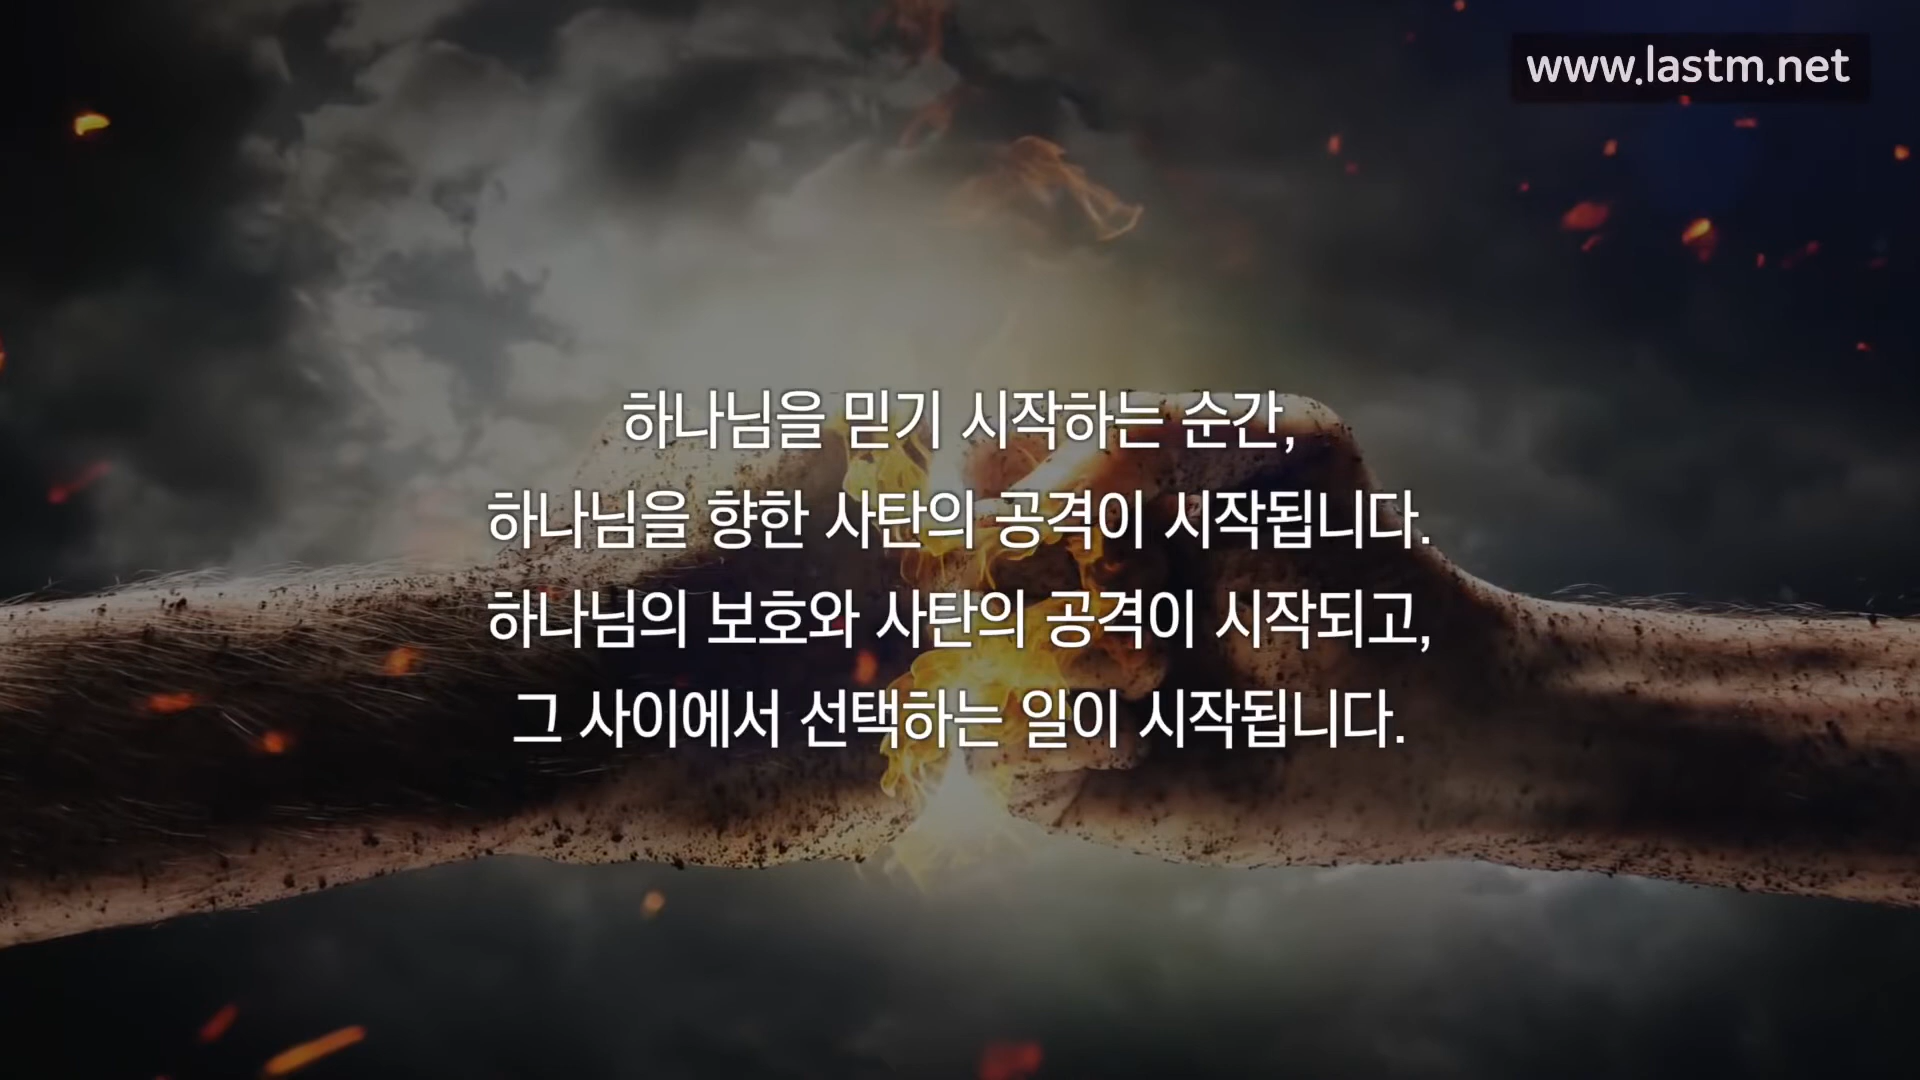 www.lastm.net
하나님을 믿기 시작하는 순간,
하나님을 향한 사탄의 공격이 시작됩니다.
하나님의 보호와 사탄의 공격이 시작되고,
그 사이에서 선택하는 일이 시작됩니다.